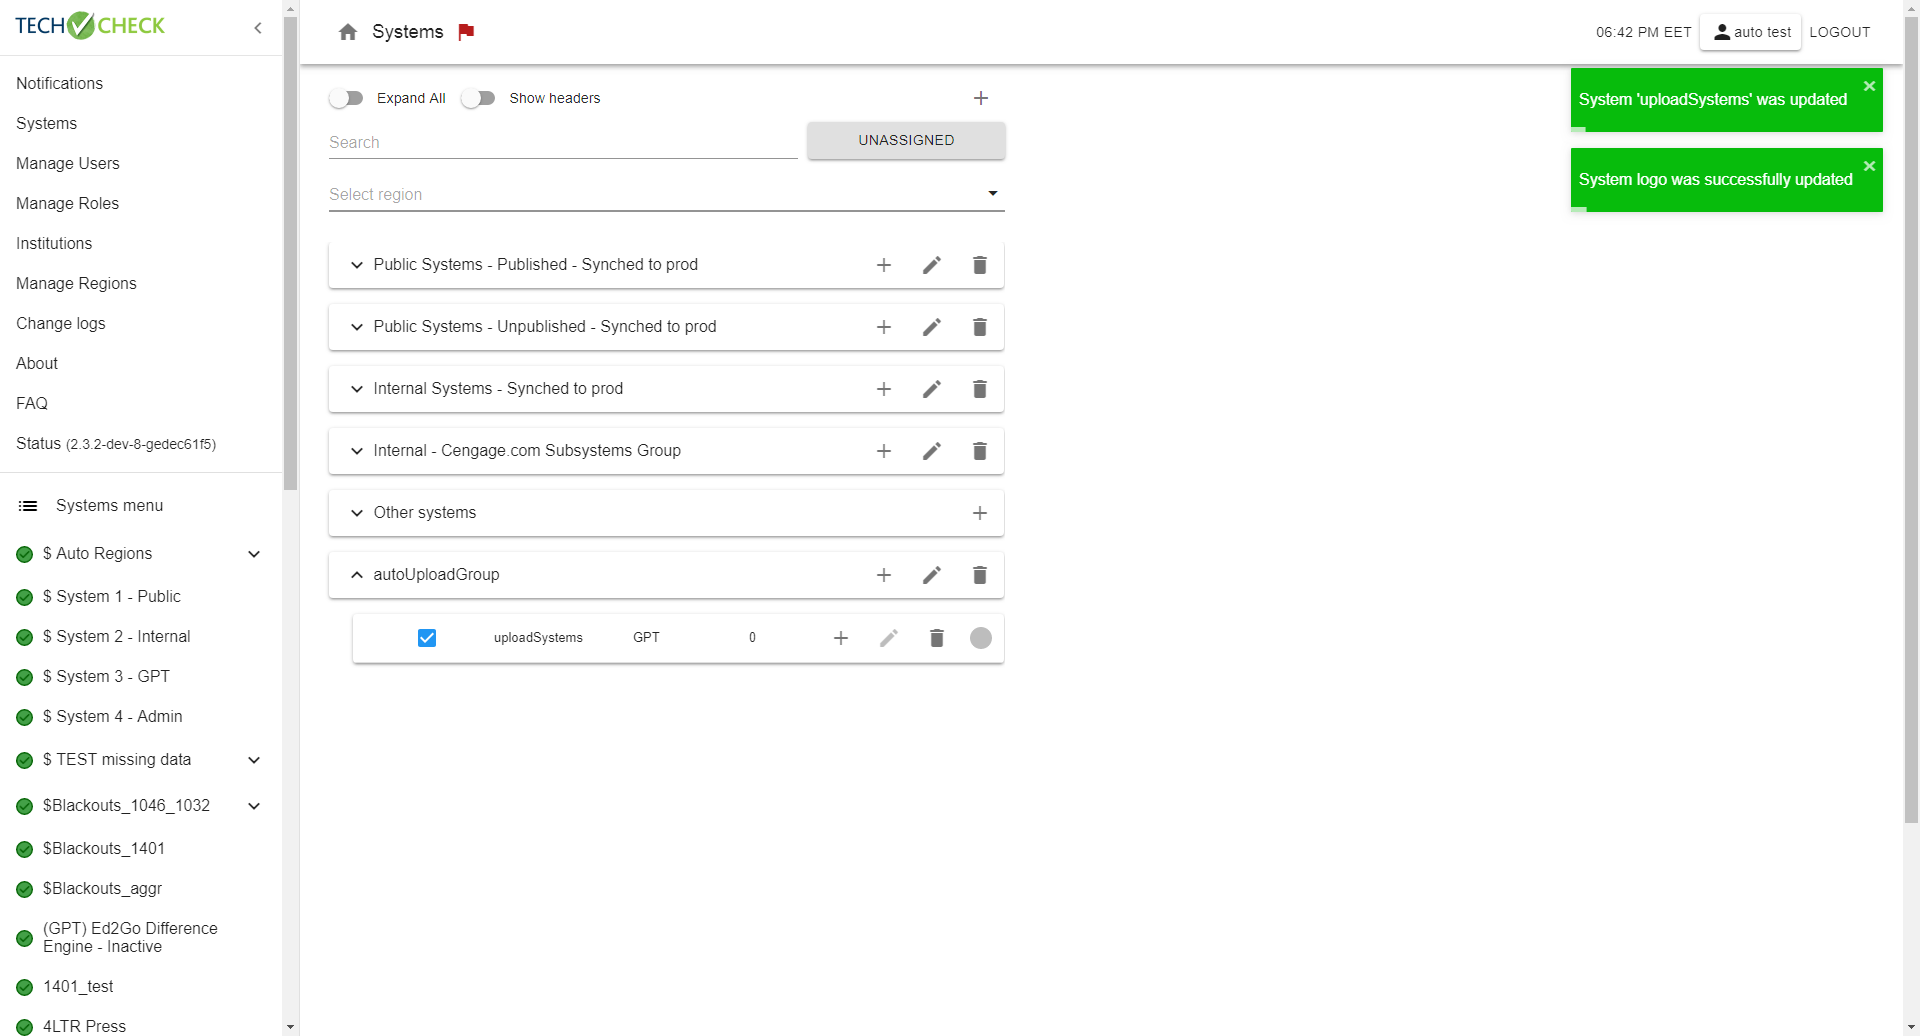 TECH CHECK
Notifications
Systems
Manage Users
Manage Roles
Institutions
Manage Regions
Change logs
About
FAQ
Status (2.3.2-dev-8-gedec61f5)
Systems menu
$ Auto Regions
$ System 1 - Public
$ System 2 - Internal
$ System 3 - GPT
$ System 4 - Admin
$ TEST missing data
$Blackouts_1046_1032
$Blackouts_1401
$Blackouts_aggr
(GPT) Ed2Go Difference
Engine - Inactive
1401_test
4LTR Press
Systems
06:42 PM EET
auto test
LOGOUT
Expand All
Show headers
Search
UNASSIGNED
Select region
Public Systems - Published - Synched to prod
Public Systems - Unpublished - Synched to prod
Internal Systems - Synched to prod
Internal - Cengage.com Subsystems Group
Other systems
autoUploadGroup
uploadSystems GPT 0
System 'uploadSystems' was updated
System logo was successfully updated